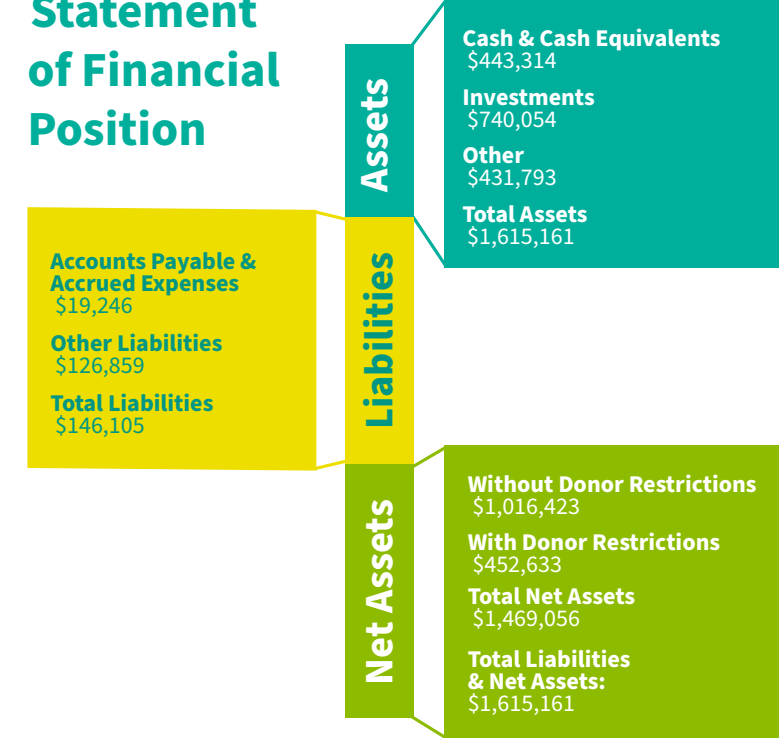 Statement
of Financial
Position
Assets
Cash & Cash Equivalents
$443,314
Investments
$740,054
Other
$431,793
Total Assets
$1,615,161
Liabilities
Accounts Payable &
Accrued Expenses
$19,246
Other Liabilities
$126,859
Total Liabilities
$146,105
Net Assets
Without Donor Restrictions
$1,016,423
With Donor Restrictions
$452,633
Total Net Assets
$1,469,056
Total Liabilities
& Net Assets:
$1,615,161